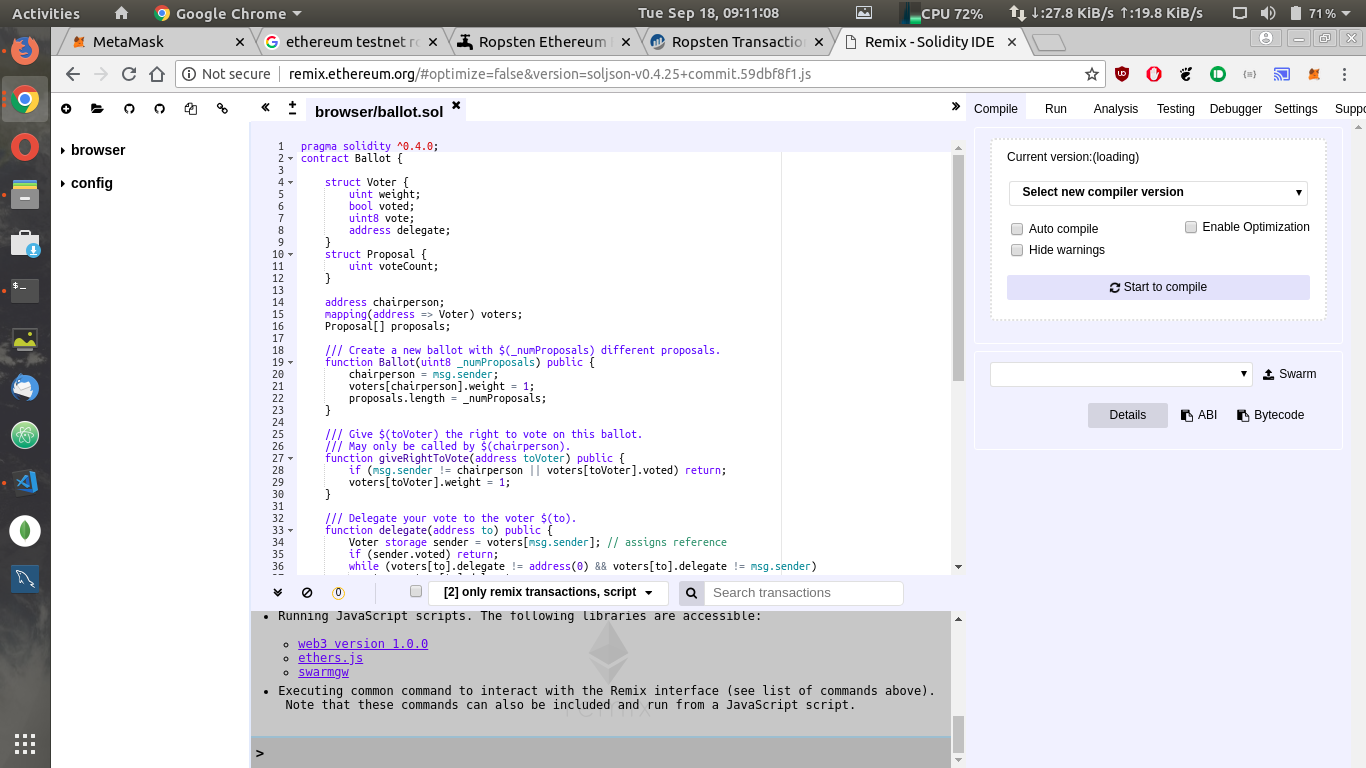 Activities
Google Chrome
Tue Sep 18, 09:11:08
CPU 72%
↓:27.8 KiB/s ↑:19.8 KiB/s
71%
MetaMask
ethereum testnet ro
Ropsten Ethereum
Ropsten Transactio
Remix - Solidity IDE
Not secure
remix.ethereum.org/#optimize=false&version=soljson-v0.4.25+commit.59dbf8f1.js
browser/ballot.sol
Compile
Run
Analysis
Testing
Debugger
Settings
Suppo
browser
config
1 pragma solidity ^0.4.0;
2 contract Ballot {
3
4 struct Voter {
5 uint weight;
6 bool voted;
7 uint8 vote;
8 address delegate;
9 }
10 struct Proposal {
11 uint voteCount;
12 }
13
14 address chairperson;
15 mapping(address => Voter) voters;
16 Proposal[] proposals;
17
18 /// Create a new ballot with $(_numProposals) different proposals.
19 function Ballot(uint8 _numProposals) public {
20 chairperson = msg.sender;
21 voters[chairperson].weight = 1;
22 proposals.length = _numProposals;
23 }
24
25 /// Give $(toVoter) the right to vote on this ballot.
26 /// May only be called by $(chairperson).
27 function giveRightToVote(address toVoter) public {
28 if (msg.sender != chairperson || voters[toVoter].voted) return;
29 voters[toVoter].weight = 1;
30 }
31
32 /// Delegate your vote to the voter $(to).
33 function delegate(address to) public {
34 Voter storage sender = voters[msg.sender]; // assigns reference
35 if (sender.voted) return;
36 while (voters[to].delegate != address(0) && voters[to].delegate != msg.sender)
0
[2] only remix transactions, script
Search transactions
Running JavaScript scripts. The following libraries are accessible:
web3 version 1.0.0
ethers.js
swarmgw
Executing common command to interact with the Remix interface (see list of commands above).
Note that these commands can also be included and run from a JavaScript script.
>
Current version:(loading)
Select new compiler version
Auto compile
Enable Optimization
Hide warnings
Start to compile
Swarm
Details
ABI
Bytecode